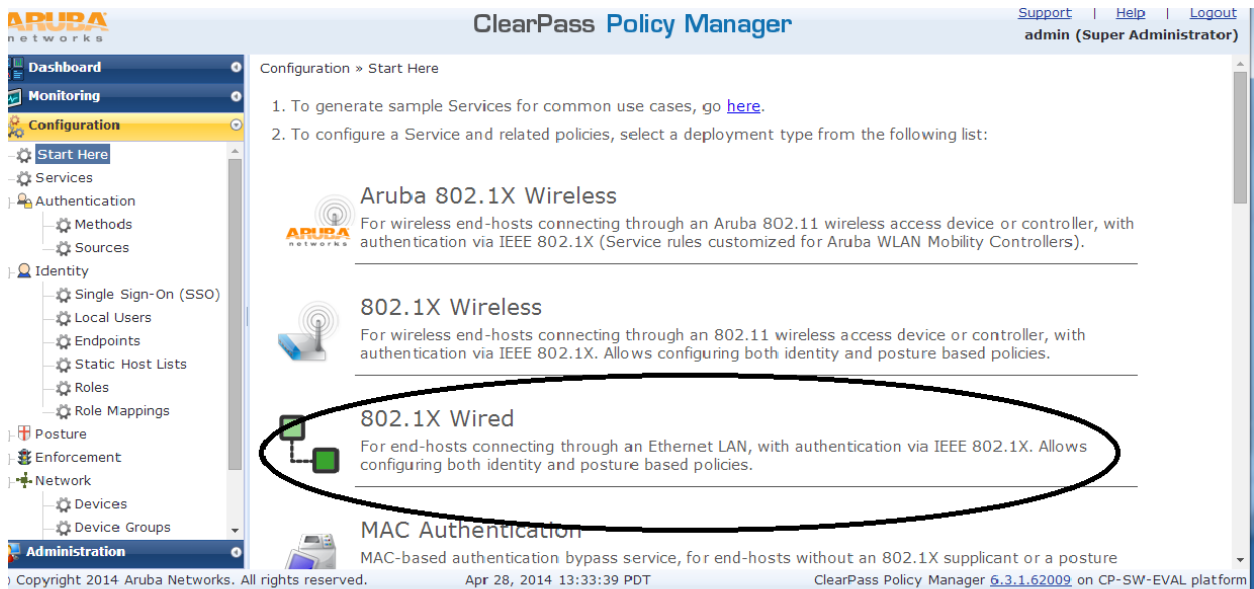 ARUBA
networks
ClearPass Policy Manager
Support | Help | Logout
admin (Super Administrator)
Dashboard
Monitoring
Configuration
Start Here
Services
Authentication
Methods
Sources
Identity
Single Sign-On (SSO)
Local Users
Endpoints
Static Host Lists
Roles
Role Mappings
Posture
Enforcement
Network
Devices
Device Groups
Administration
Configuration » Start Here
1. To generate sample Services for common use cases, go here.
2. To configure a Service and related policies, select a deployment type from the following list:
ARUBA
networks
Aruba 802.1X Wireless
For wireless end-hosts connecting through an Aruba 802.11 wireless access device or controller, with
authentication via IEEE 802.1X (Service rules customized for Aruba WLAN Mobility Controllers).
802.1X Wireless
For wireless end-hosts connecting through an 802.11 wireless access device or controller, with
authentication via IEEE 802.1X. Allows configuring both identity and posture based policies.
802.1X Wired
For end-hosts connecting through an Ethernet LAN, with authentication via IEEE 802.1X. Allows
configuring both identity and posture based policies.
MAC Authentication
MAC-based authentication bypass service, for end-hosts without an 802.1X supplicant or a posture
Copyright 2014 Aruba Networks. All rights reserved.
Apr 28, 2014 13:33:39 PDT
ClearPass Policy Manager 6.3.1.62009 on CP-SW-EVAL platform